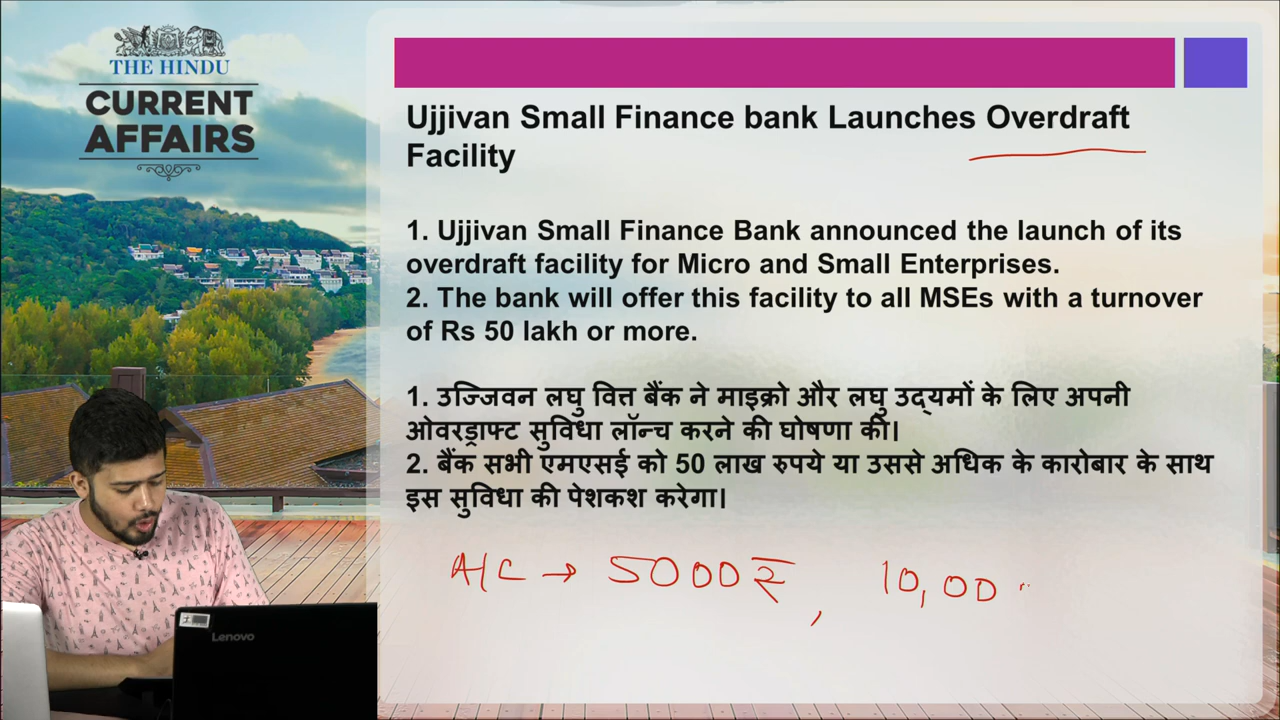 THE HINDU
CURRENT
AFFAIRS
Ujjivan Small Finance bank Launches Overdraft
Facility
1. Ujjivan Small Finance Bank announced the launch of its
overdraft facility for Micro and Small Enterprises.
2. The bank will offer this facility to all MSEs with a turnover
of Rs 50 lakh or more.
1. उज्जिवन लघु वित्त बैंक ने माइक्रो और लघु उद्यमों के लिए अपनी
ओवरड्राफ्ट सुविधा लॉन्च करने की घोषणा की।
2. बैंक सभी एमएसई को 50 लाख रुपये या उससे अधिक के कारोबार के साथ
इस सुविधा की पेशकश करेगा।
A/C → 5000₹, 10,00
Lenovo